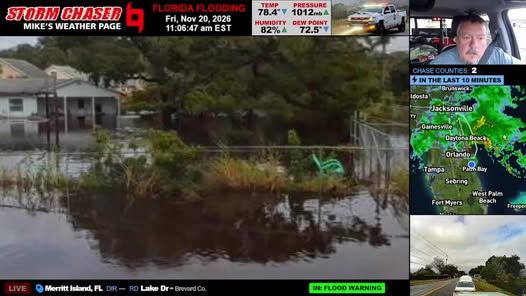 STORM CHASER
MIKE'S WEATHER PAGE
FLORIDA FLOODING
Fri, Nov 20, 2026
11:06:47 am EST
TEMP
78.4°
PRESSURE
1012mb
HUMIDITY
82%
DEW POINT
72.5°
CHASE COUNTIES: 2
IN THE LAST 10 MINUTES
Brunswick
ldosta
Jacksonville
Gainesville
Daytona Beach
Orlando
Tampa
Palm Bay
Sebring
Fort Myers
West Palm
Beach
Freepor
LIVE
Merritt Island, FL DIR — RD Lake Dr - Brevard Co.
IN: FLOOD WARNING